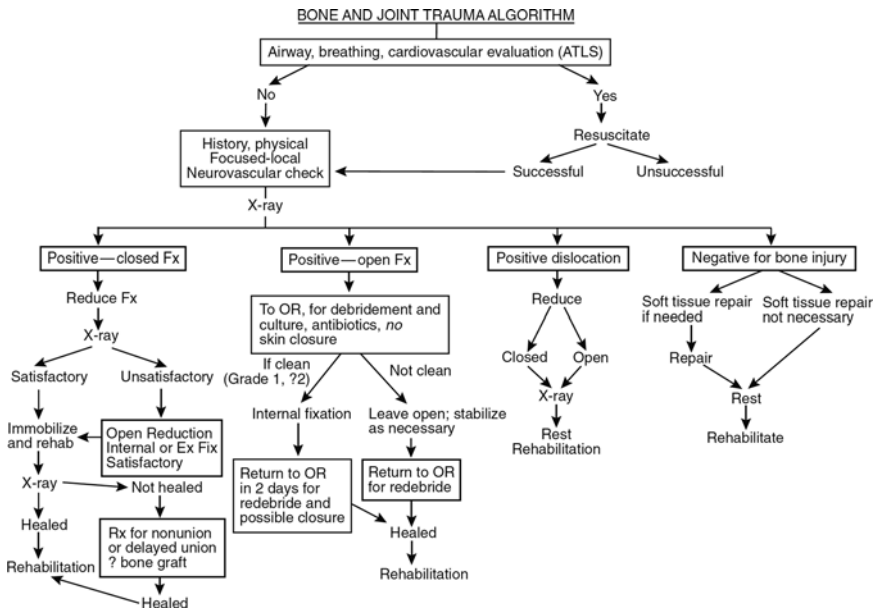 BONE AND JOINT TRAUMA ALGORITHM
Airway, breathing, cardiovascular evaluation (ATLS)
No
Yes
History, physical
Focused-local
Neurovascular check
Resuscitate
Successful
Unsuccessful
X-ray
Positive—closed Fx
Positive—open Fx
Positive dislocation
Negative for bone injury
Reduce Fx
X-ray
Satisfactory
Unsatisfactory
Immobilize
and rehab
Open Reduction
Internal or Ex Fix
Satisfactory
X-ray
Not healed
Healed
Rx for nonunion
or delayed union
? bone graft
Rehabilitation
Healed
To OR, for debridement and
culture, antibiotics, no
skin closure
If clean
(Grade 1, ?2)
Not clean
Internal fixation
Leave open; stabilize
as necessary
Return to OR
in 2 days for
redebride and
possible closure
Return to OR
for redebride
Healed
Rehabilitation
Reduce
Closed
Open
X-ray
Rest
Rehabilitation
Soft tissue repair
if needed
Soft tissue repair
not necessary
Repair
Rest
Rehabilitate